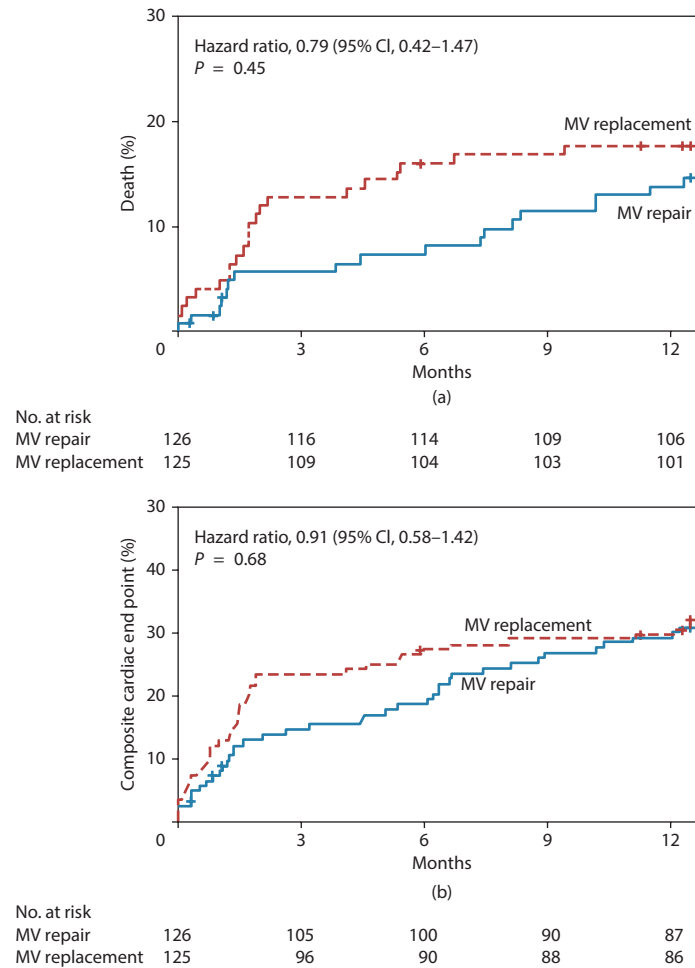 30
Hazard ratio, 0.79 (95% Cl, 0.42–1.47)
P = 0.45
20
MV replacement
Death (%)
10
MV repair
0 3 6 9 12
Months
(a)
No. at risk
MV repair 126 116 114 109 106
MV replacement 125 109 104 103 101
30
Hazard ratio, 0.91 (95% Cl, 0.58–1.42)
P = 0.68
40
30
MV replacement
Composite cardiac end point (%)
20
MV repair
10
0 3 6 9 12
Months
(b)
No. at risk
MV repair 126 105 100 90 87
MV replacement 125 96 90 88 86